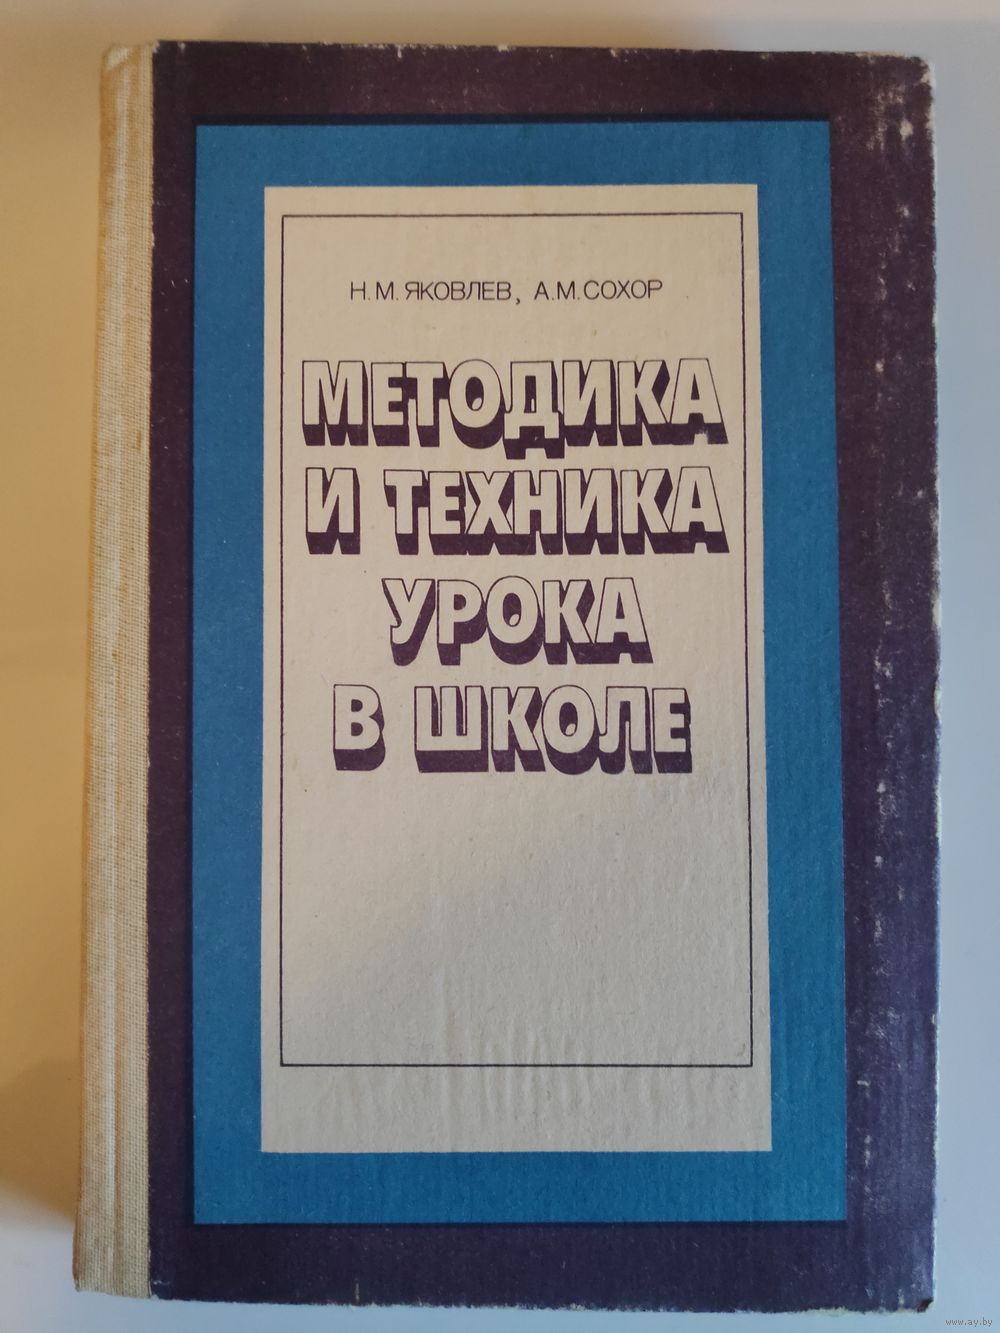 Н. М. ЯКОВЛЕВ, А. М. СОХОР
МЕТОДИКА
И ТЕХНИКА
УРОКА
В ШКОЛЕ
www.ay.by